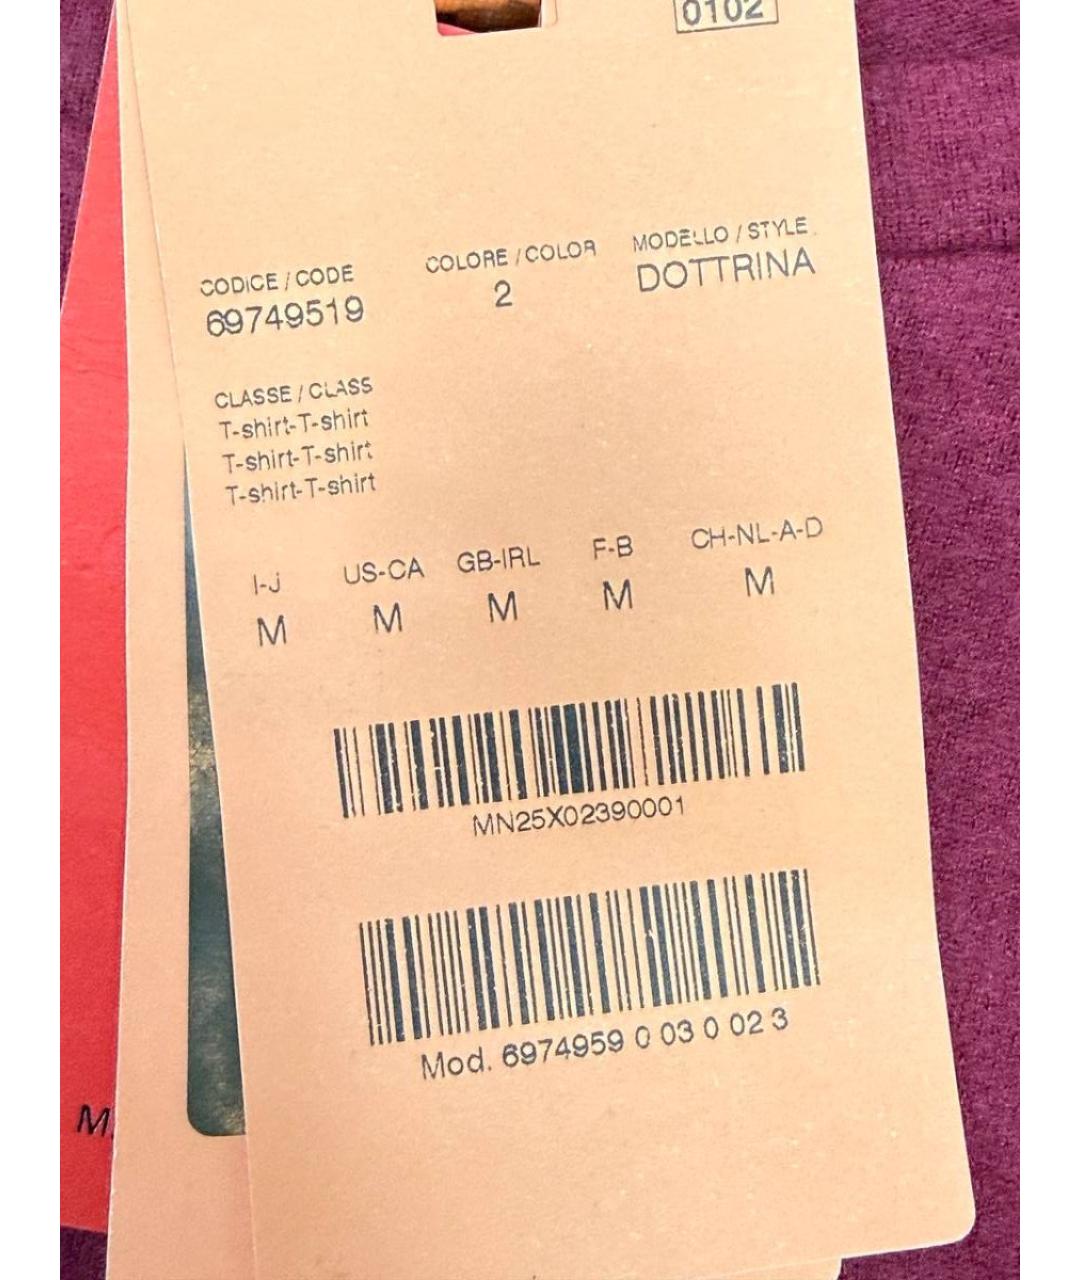 0102
CODICE / CODE COLORE / COLOR MODELLO / STYLE
69749519 2 DOTTRINA
CLASSE / CLASS
T-shirt-T-shirt
T-shirt-T-shirt
T-shirt-T-shirt
I-J US-CA GB-IRL F-B CH-NL-A-D
M M M M M
MN25X02390001
Mod. 6974959 0 03 0 02 3
M